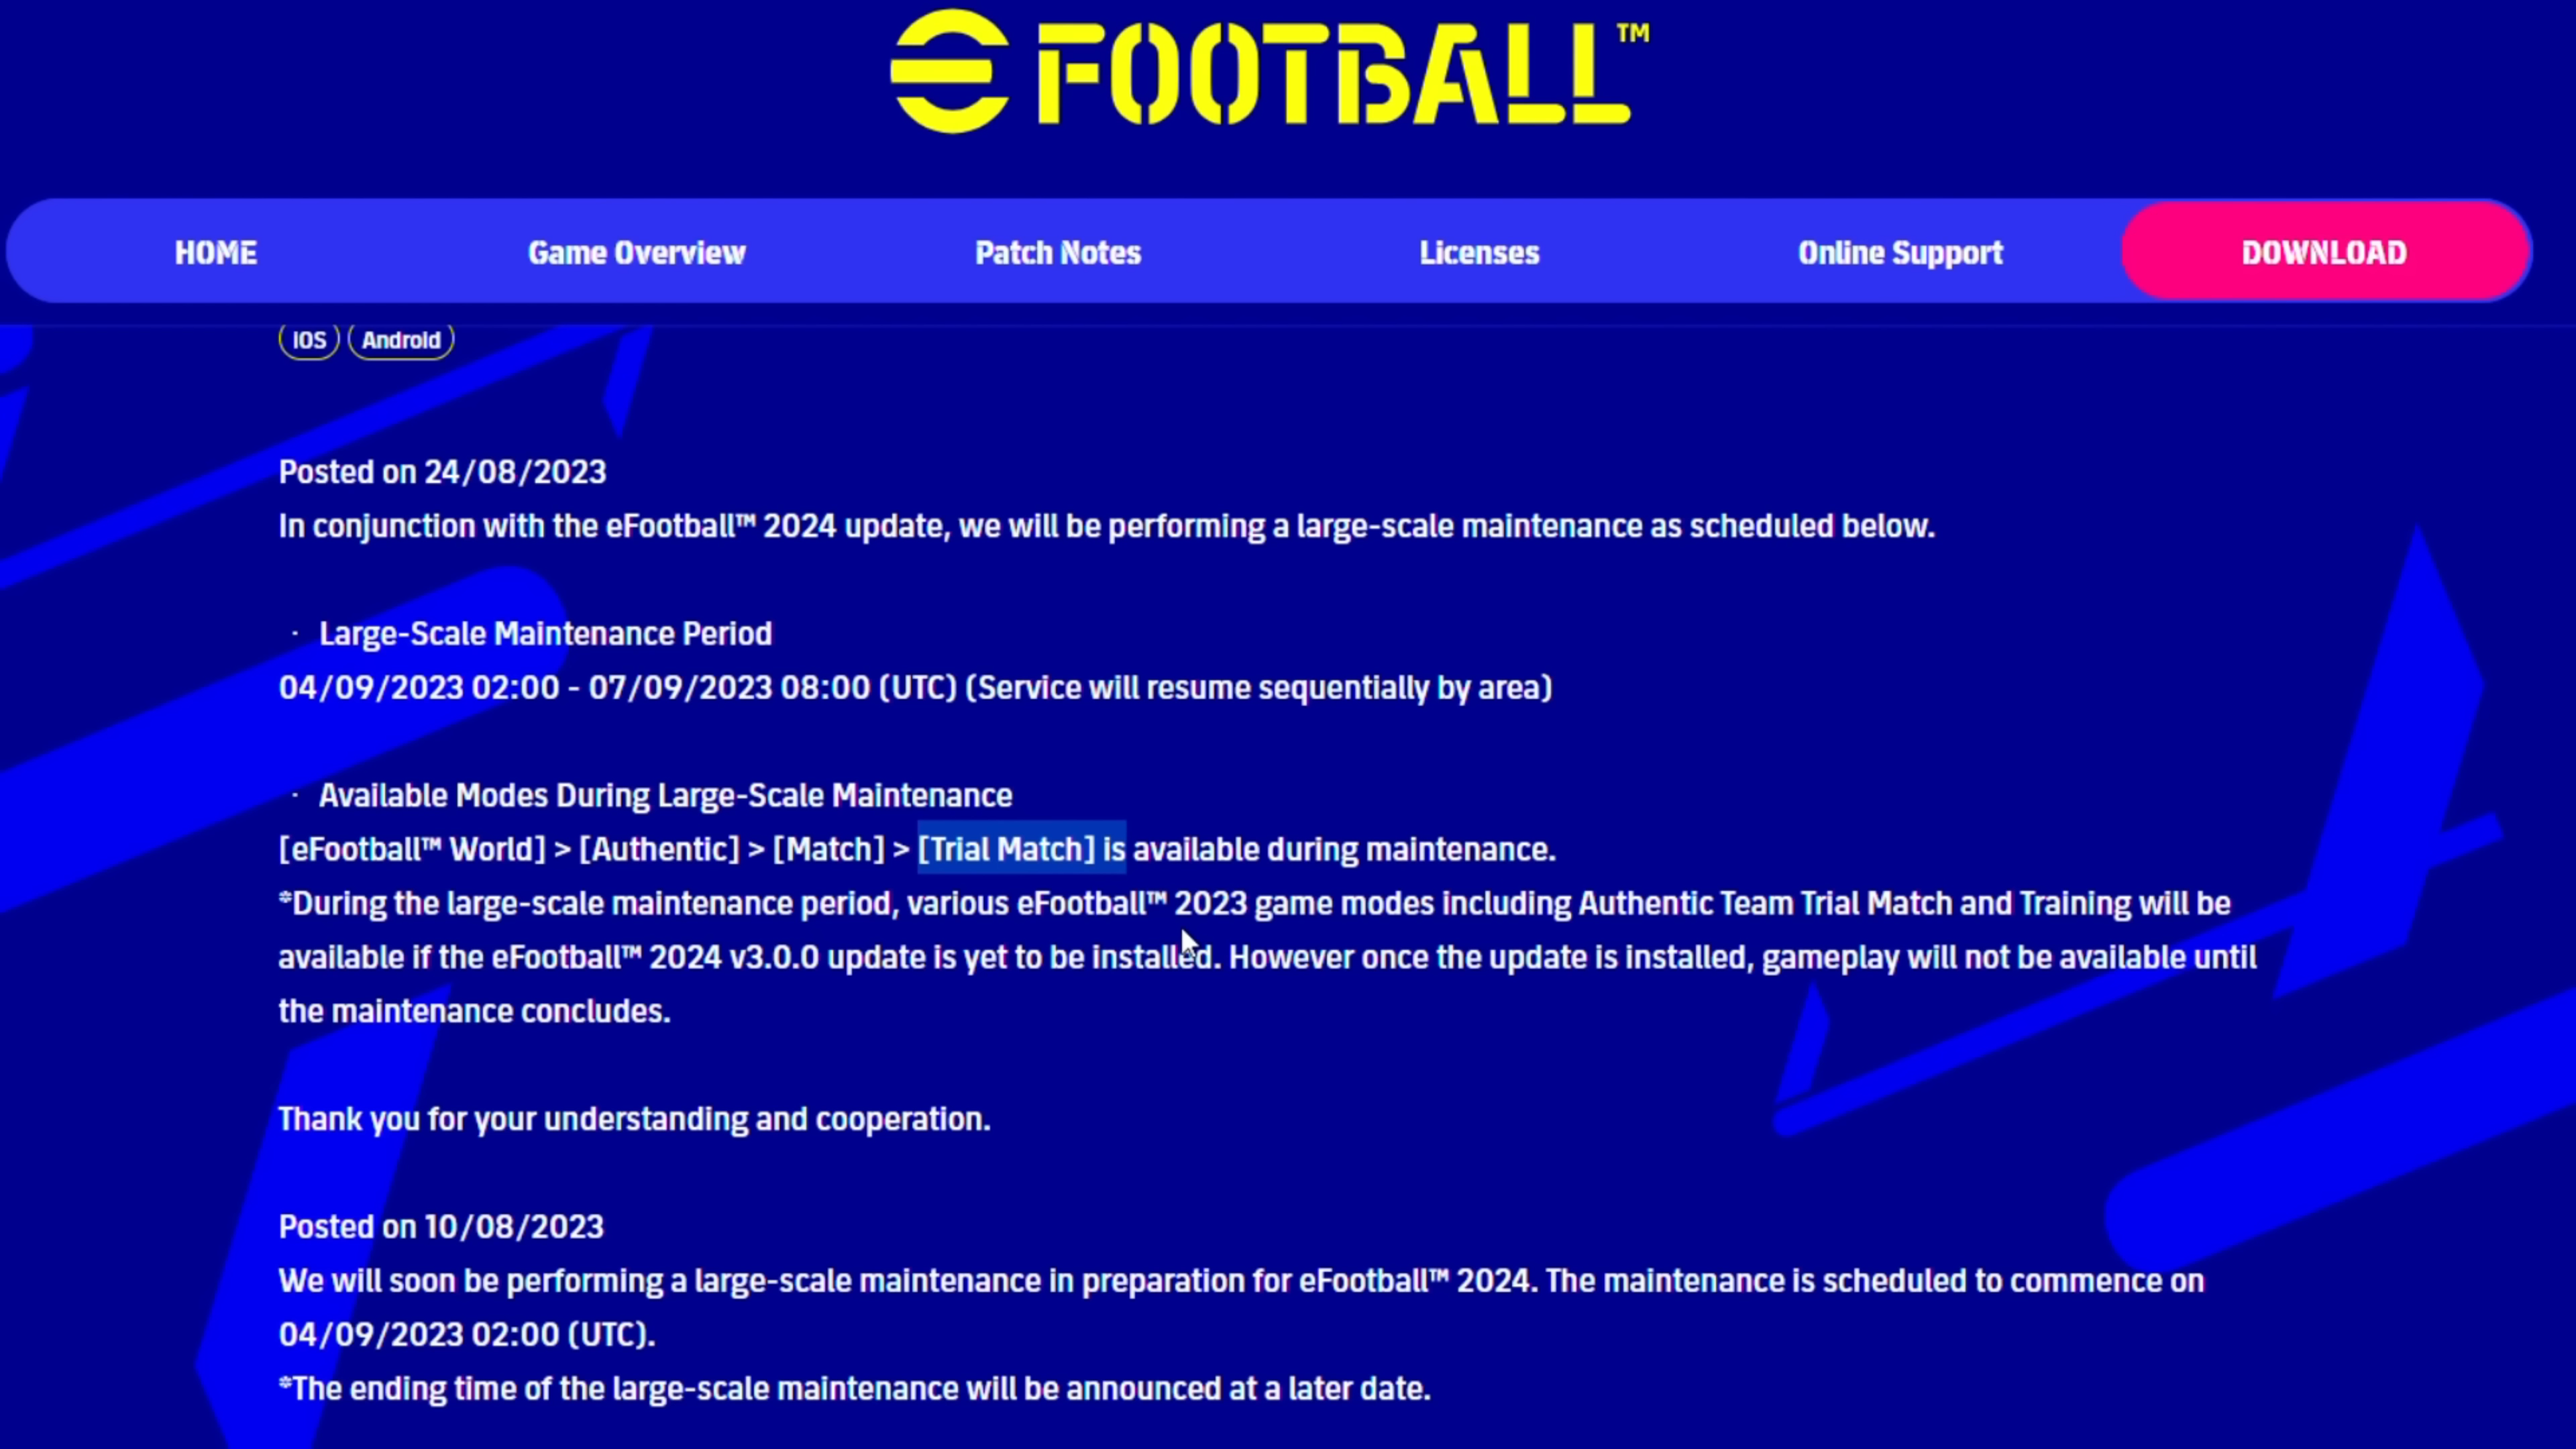 FOOTBALL™
HOME Game Overview Patch Notes Licenses Online Support DOWNLOAD
iOS Android
Posted on 24/08/2023
In conjunction with the eFootball™ 2024 update, we will be performing a large-scale maintenance as scheduled below.
· Large-Scale Maintenance Period
04/09/2023 02:00 - 07/09/2023 08:00 (UTC) (Service will resume sequentially by area)
· Available Modes During Large-Scale Maintenance
[eFootball™ World] > [Authentic] > [Match] > [Trial Match] is available during maintenance.
*During the large-scale maintenance period, various eFootball™ 2023 game modes including Authentic Team Trial Match and Training will be
available if the eFootball™ 2024 v3.0.0 update is yet to be installed. However once the update is installed, gameplay will not be available until
the maintenance concludes.
Thank you for your understanding and cooperation.
Posted on 10/08/2023
We will soon be performing a large-scale maintenance in preparation for eFootball™ 2024. The maintenance is scheduled to commence on
04/09/2023 02:00 (UTC).
*The ending time of the large-scale maintenance will be announced at a later date.